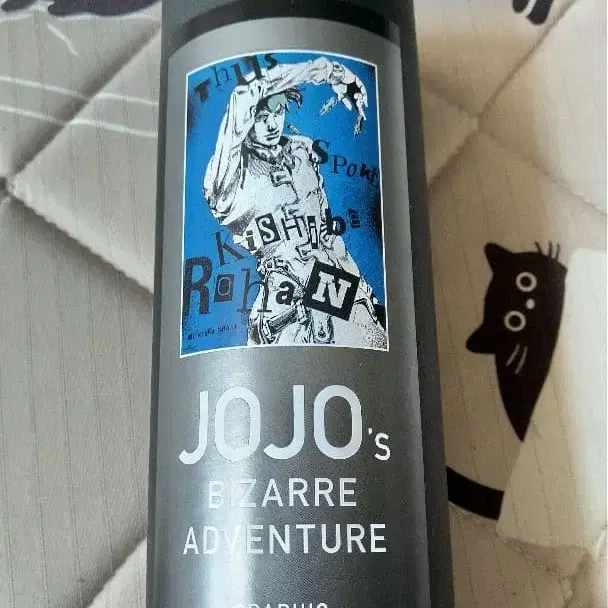 Thus
Spoke
Kishibe
Rohan
JOJO's
BIZARRE
ADVENTURE